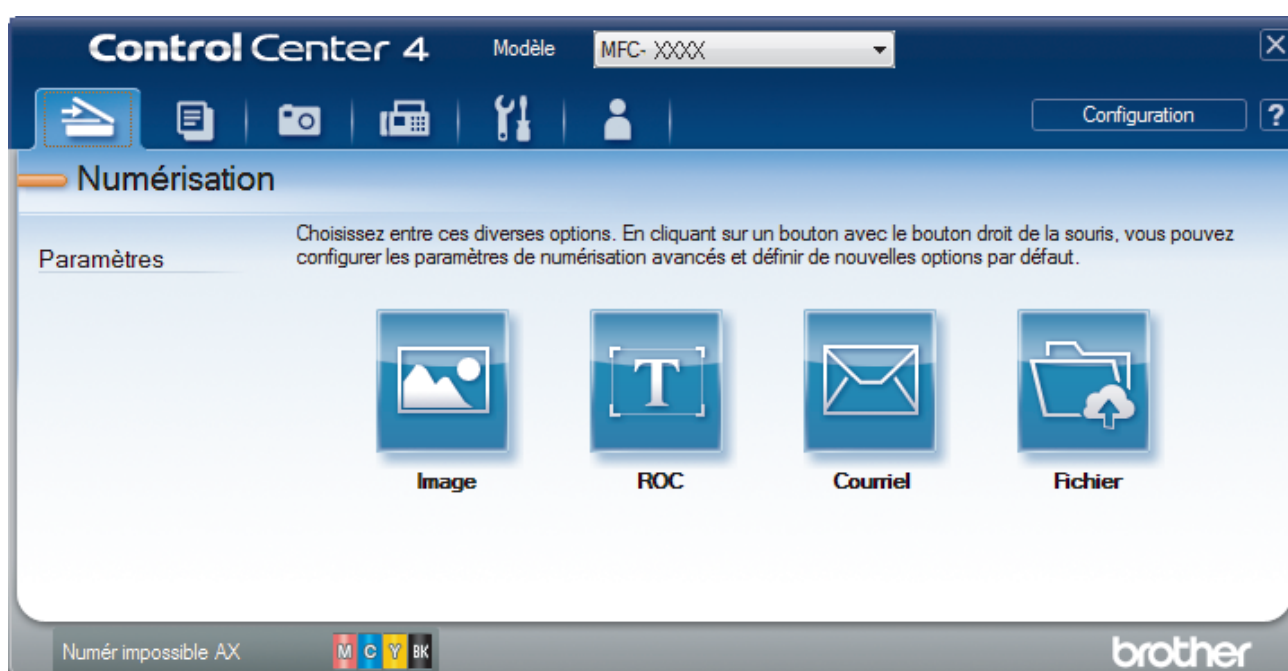 Control Center 4
Modèle
MFC- XXXX
Configuration
?
Numérisation
Paramètres
Choisissez entre ces diverses options. En cliquant sur un bouton avec le bouton droit de la souris, vous pouvez
configurer les paramètres de numérisation avancés et définir de nouvelles options par défaut.
T
Image
ROC
Courriel
Fichier
Numér impossible AX
M C Y BK
brother